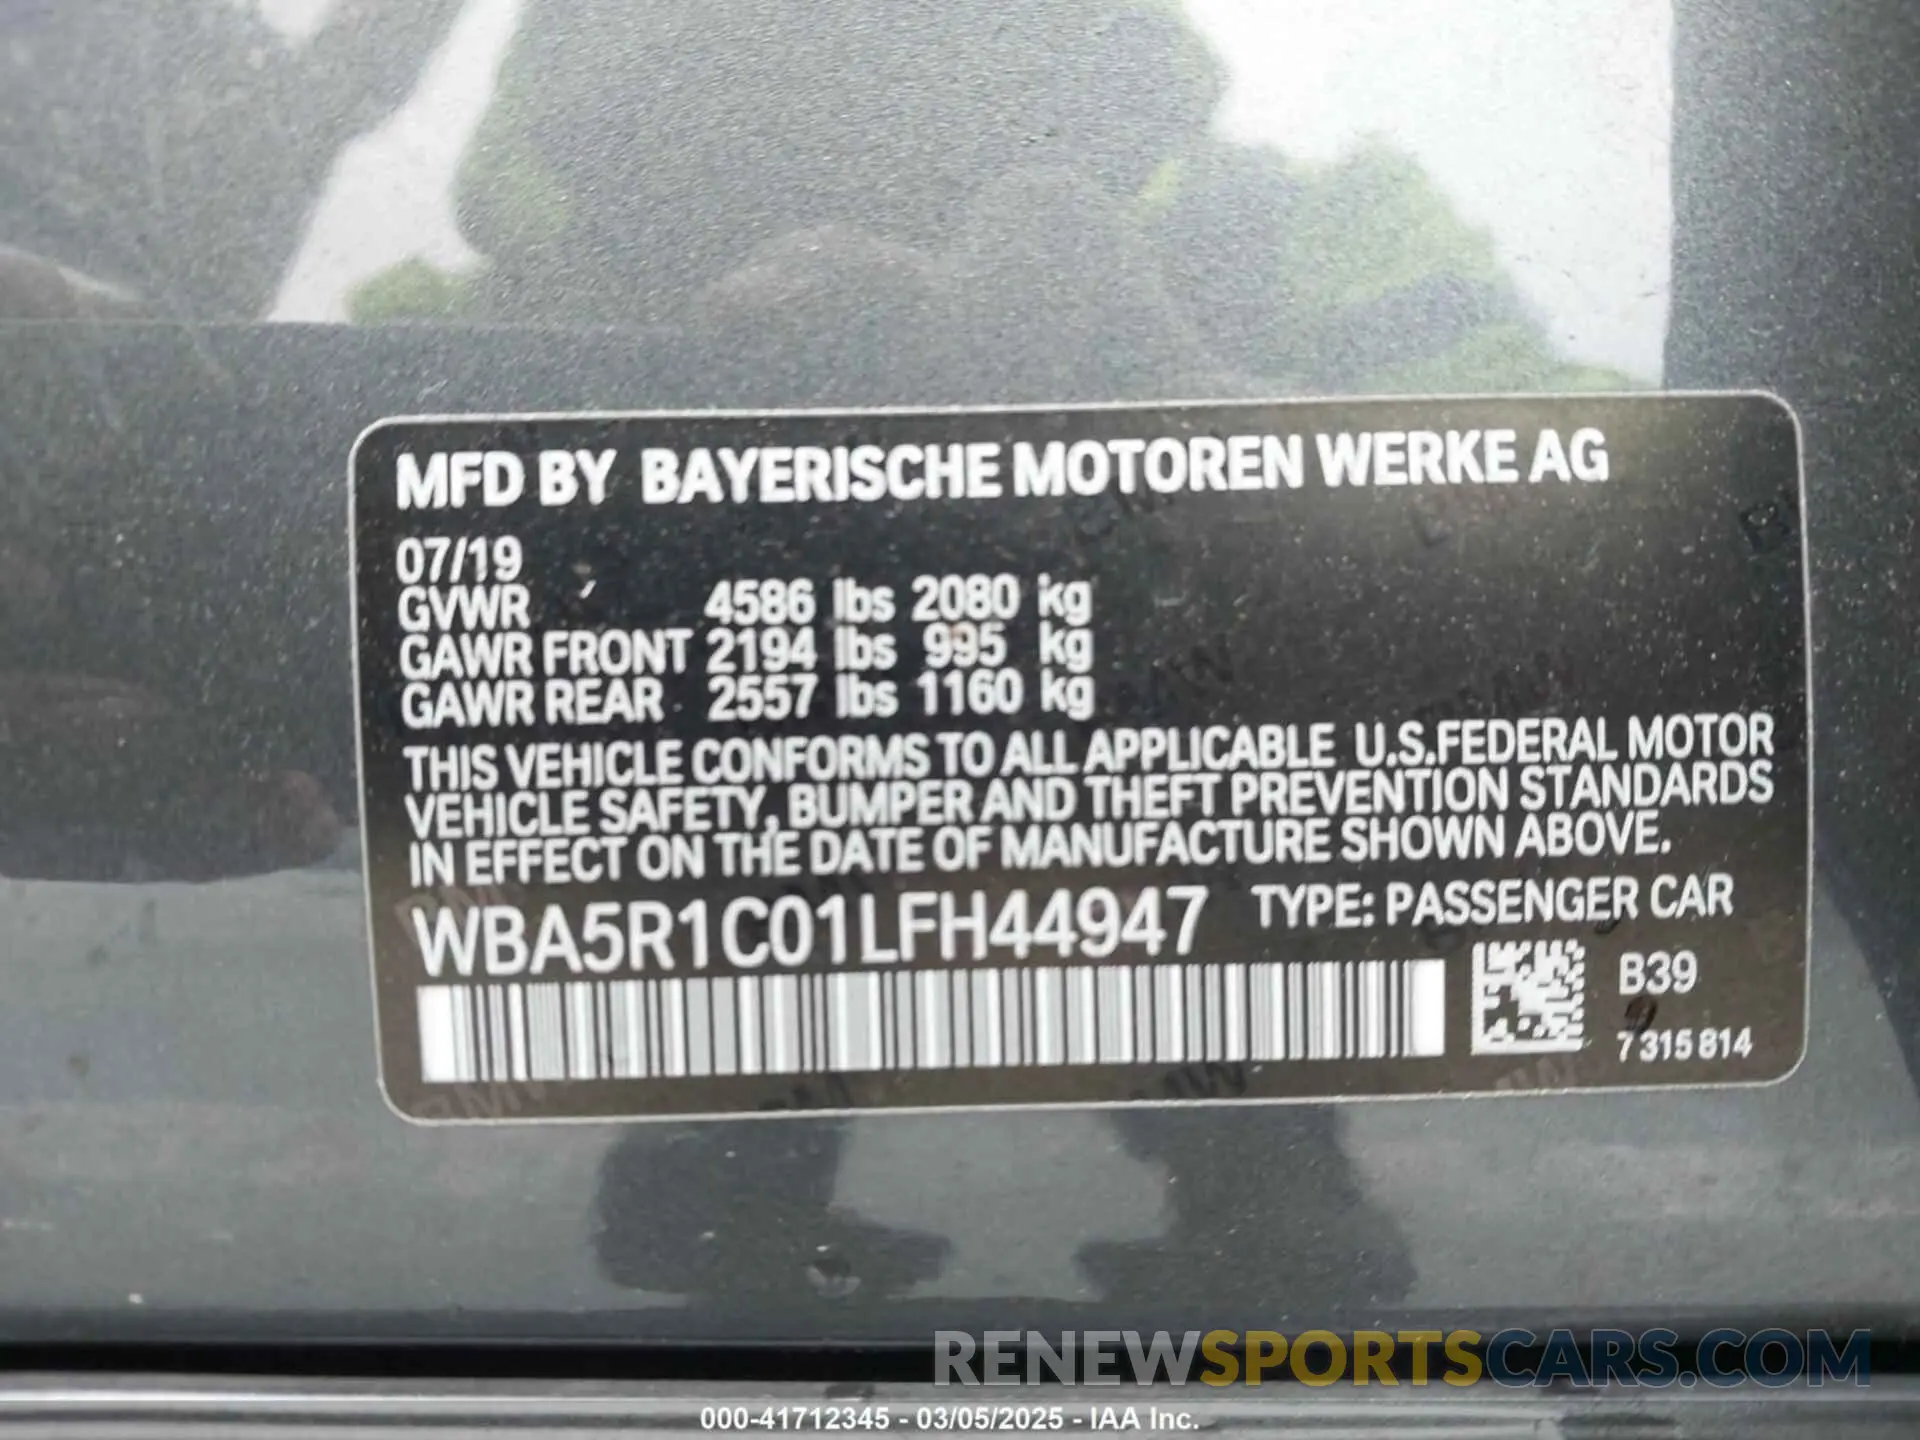 MFD BY BAYERISCHE MOTOREN WERKE AG
07/19
GVWR 4586 lbs 2080 kg
GAWR FRONT 2194 lbs 995 kg
GAWR REAR 2557 lbs 1160 kg
THIS VEHICLE CONFORMS TO ALL APPLICABLE U.S.FEDERAL MOTOR
VEHICLE SAFETY, BUMPER AND THEFT PREVENTION STANDARDS
IN EFFECT ON THE DATE OF MANUFACTURE SHOWN ABOVE.
WBA5R1C01LFH44947 TYPE: PASSENGER CAR
B39
7 315 814
RENEWSPORTSCARS.COM
000-41712345 - 03/05/2025 - IAA Inc.